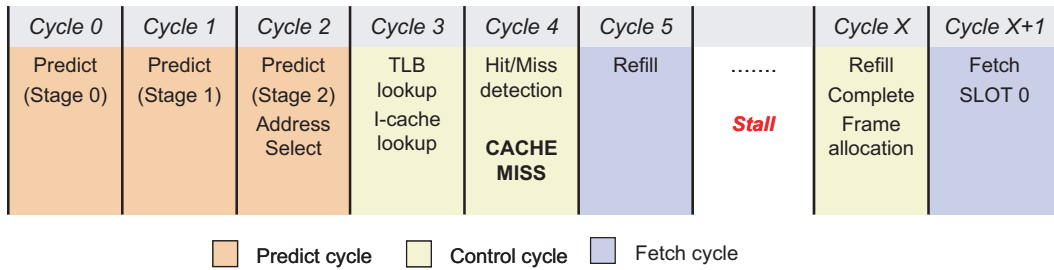 Cycle 0 Cycle 1 Cycle 2 Cycle 3 Cycle 4 Cycle 5 Cycle X Cycle X+1
Predict Predict Predict TLB Hit/Miss Refill ....... Refill Fetch
(Stage 0) (Stage 1) (Stage 2) lookup detection Complete SLOT 0
Address I-cache Stall Frame
Select lookup CACHE allocation
MISS
Predict cycle Control cycle Fetch cycle